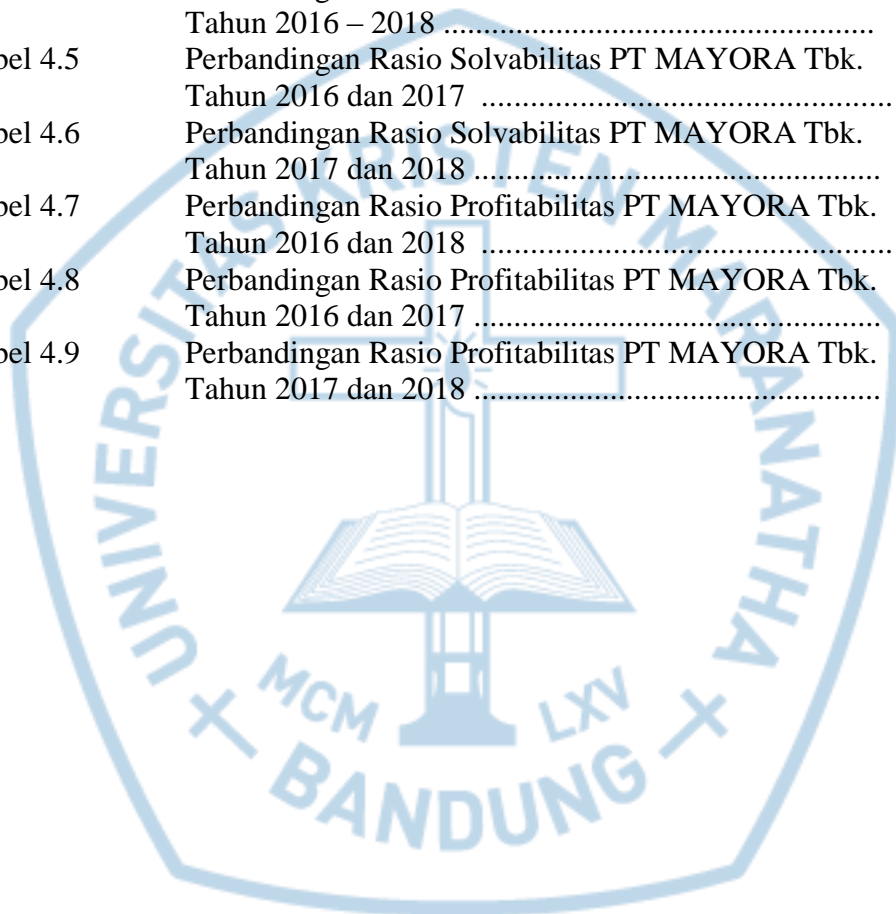 Tahun 2016 – 2018 ....................................................
bel 4.5 Perbandingan Rasio Solvabilitas PT MAYORA Tbk.
Tahun 2016 dan 2017 ..................................................
bel 4.6 Perbandingan Rasio Solvabilitas PT MAYORA Tbk.
Tahun 2017 dan 2018 .................................................
bel 4.7 Perbandingan Rasio Profitabilitas PT MAYORA Tbk.
Tahun 2016 dan 2018 ..................................................
bel 4.8 Perbandingan Rasio Profitabilitas PT MAYORA Tbk.
Tahun 2016 dan 2017 .................................................
bel 4.9 Perbandingan Rasio Profitabilitas PT MAYORA Tbk.
Tahun 2017 dan 2018 .................................................
UNIVERSITAS KRISTEN MARANATHA
MCM LXV
BANDUNG